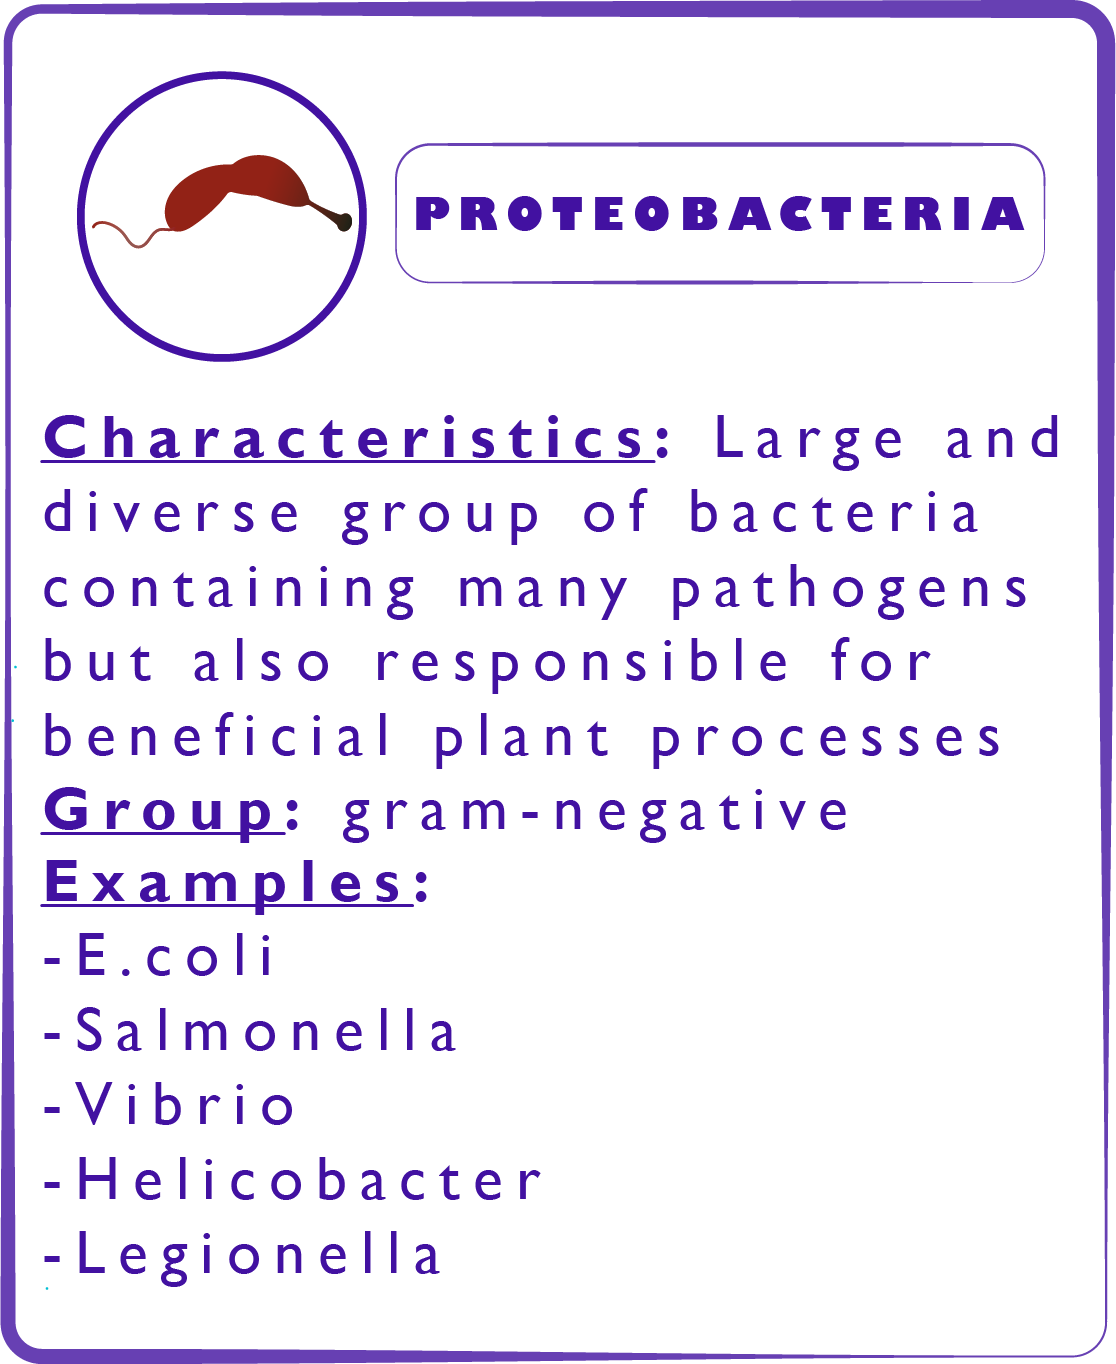 PROTEOBACTERIA
Characteristics: Large and
diverse group of bacteria
containing many pathogens
but also responsible for
beneficial plant processes
Group: gram-negative
Examples:
-E.coli
-Salmonella
-Vibrio
-Helicobacter
-Legionella